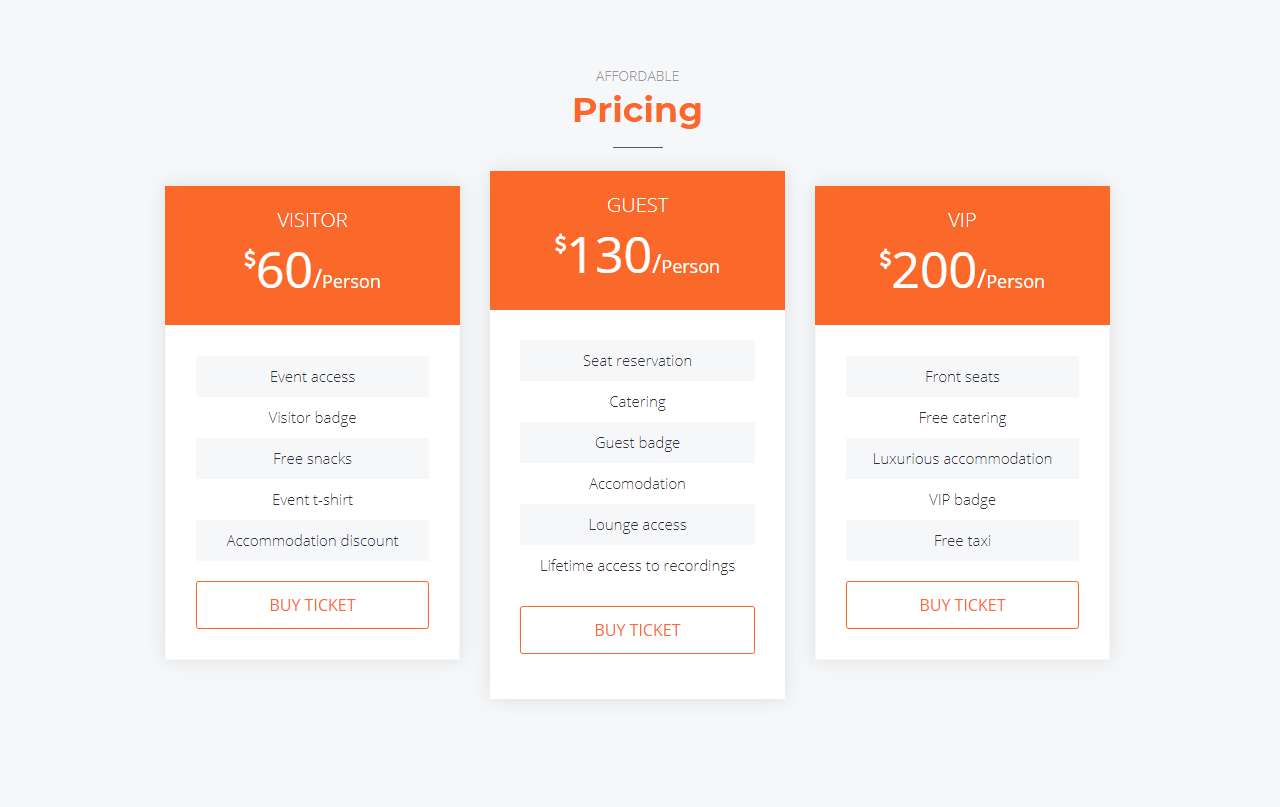 AFFORDABLE
Pricing
VISITOR
$60/Person
Event access
Visitor badge
Free snacks
Event t-shirt
Accommodation discount
BUY TICKET
GUEST
$130/Person
Seat reservation
Catering
Guest badge
Accomodation
Lounge access
Lifetime access to recordings
BUY TICKET
VIP
$200/Person
Front seats
Free catering
Luxurious accommodation
VIP badge
Free taxi
BUY TICKET